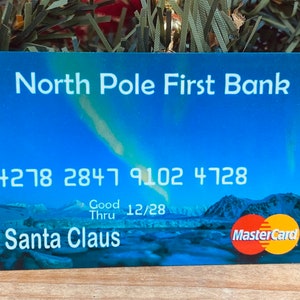 North Pole First Bank
4278 2847 9102 4728
Good
Thru 12/28
Santa Claus
MasterCard